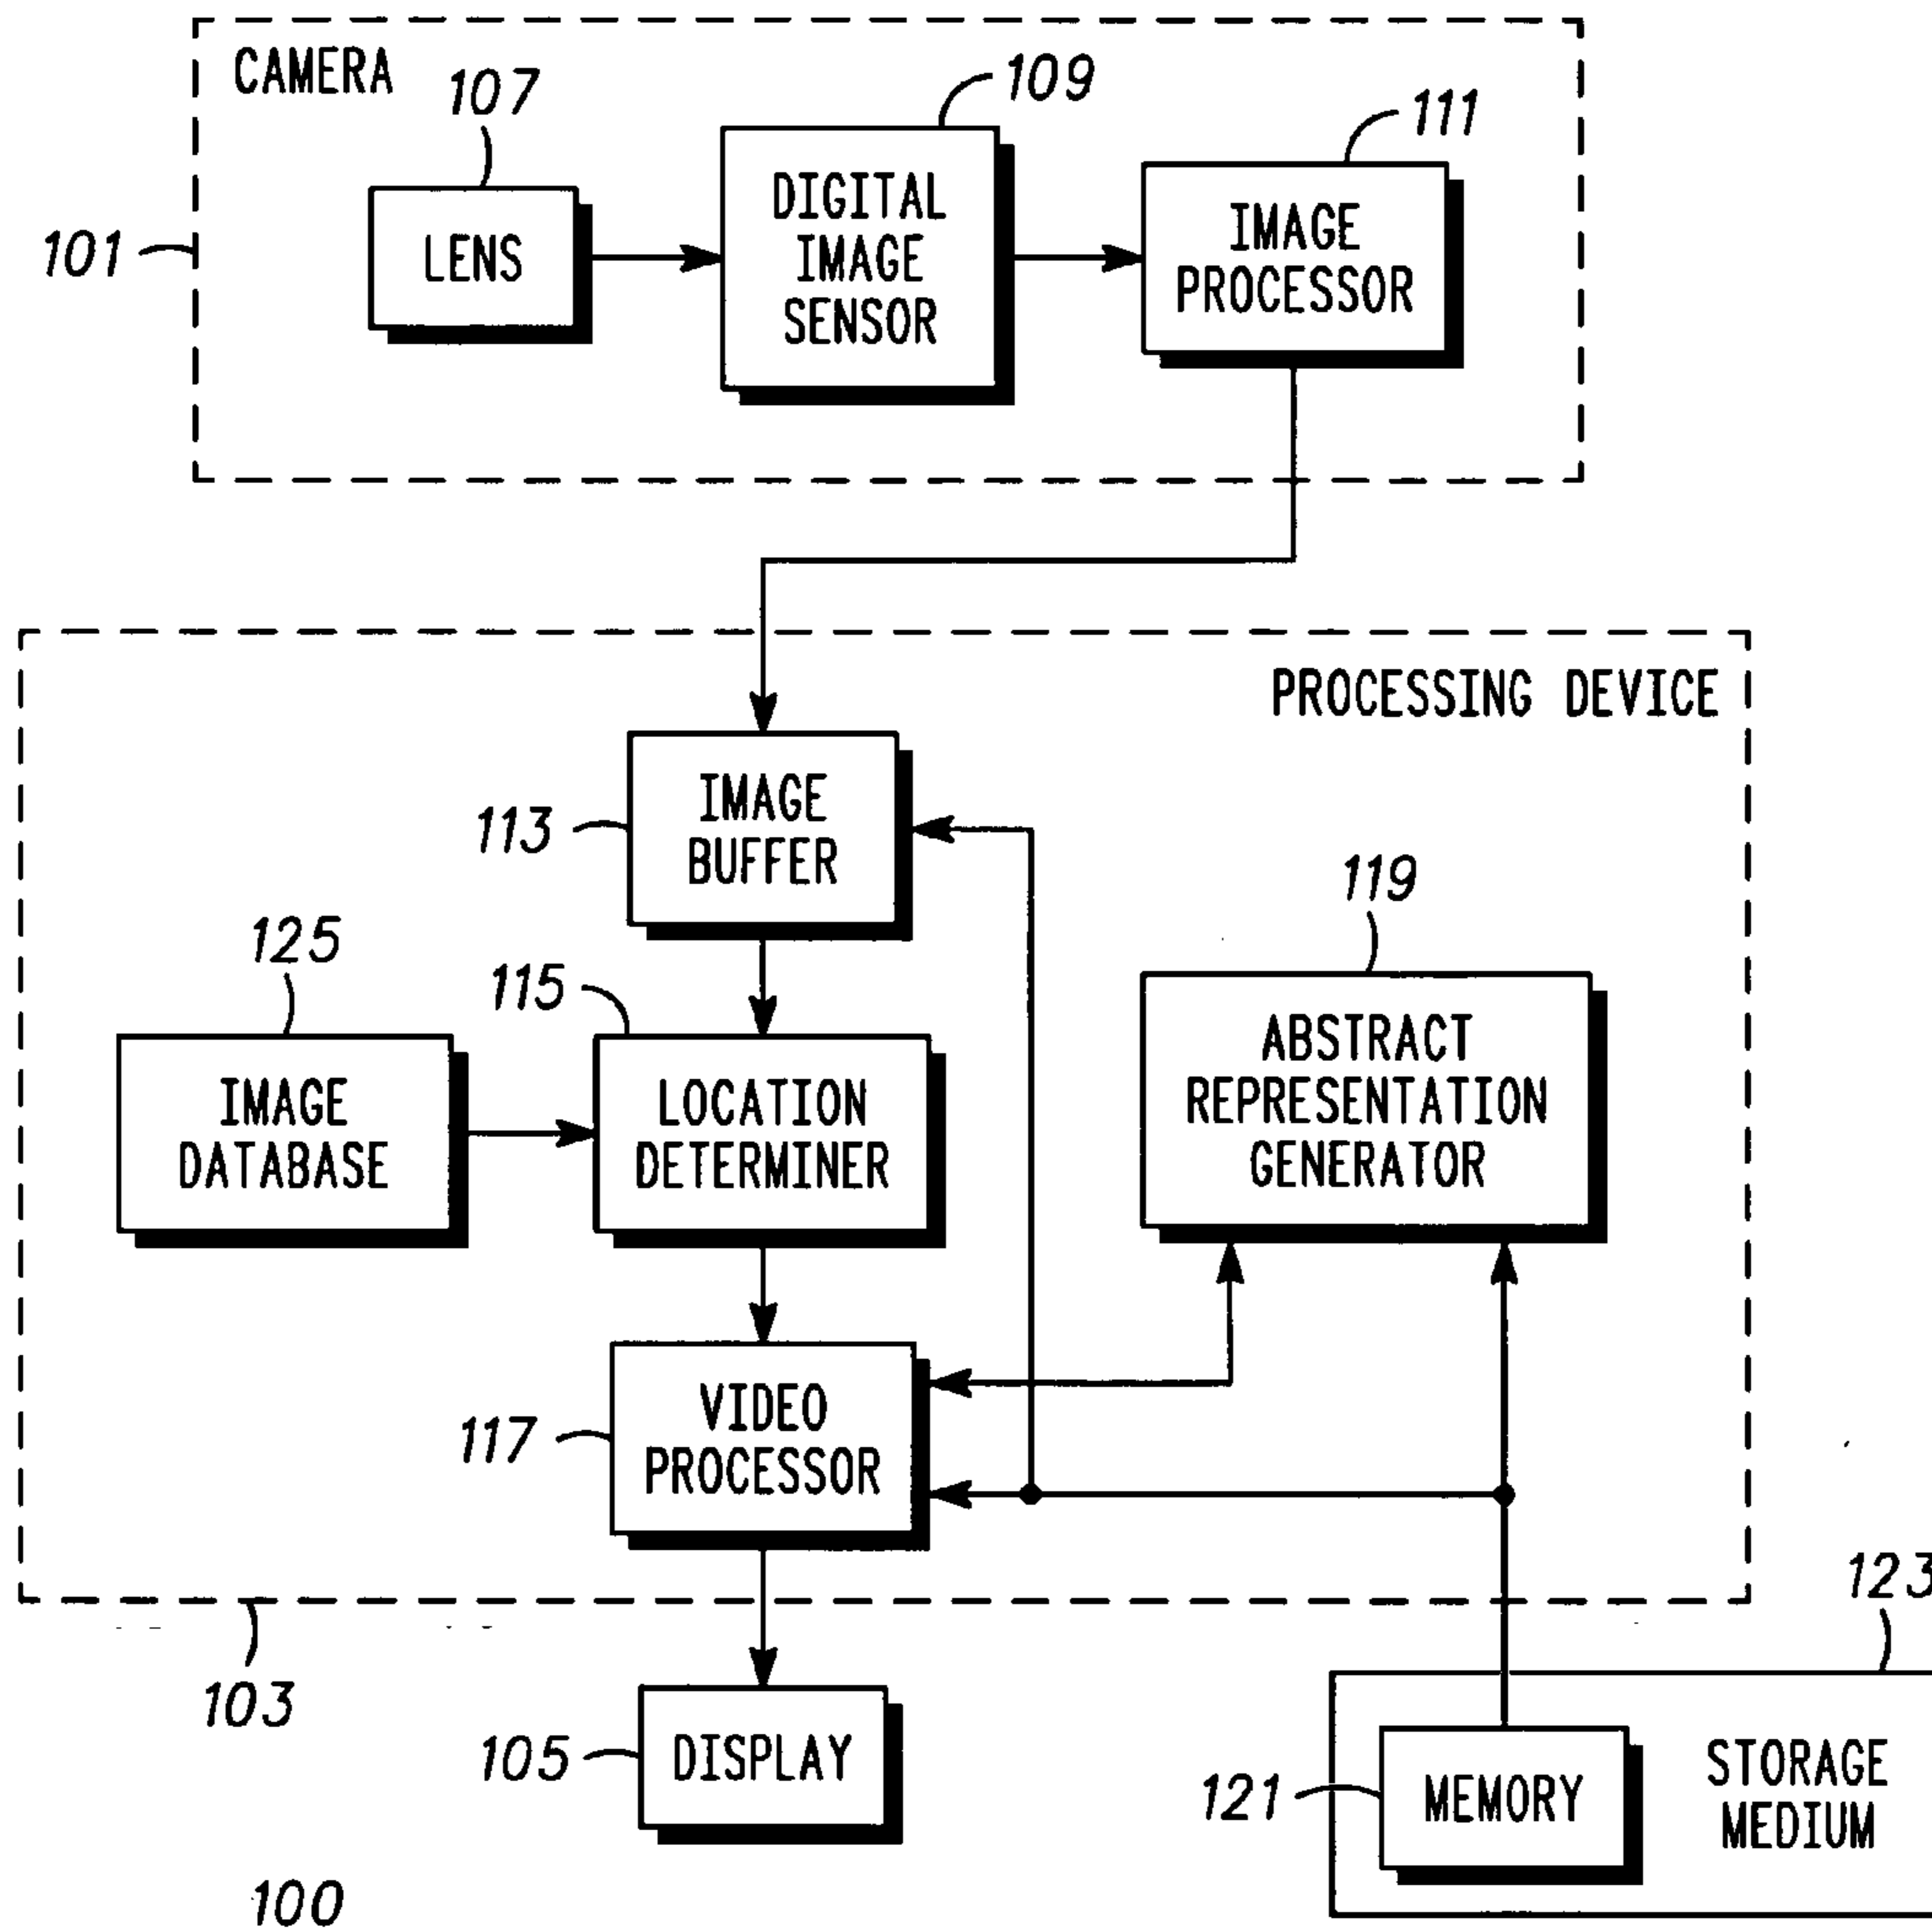 CAMERA
107
109
111
101
LENS
DIGITAL
IMAGE
SENSOR
IMAGE
PROCESSOR
PROCESSING DEVICE
113
IMAGE
BUFFER
119
125
115
IMAGE
DATABASE
LOCATION
DETERMINER
ABSTRACT
REPRESENTATION
GENERATOR
117
VIDEO
PROCESSOR
123
103
105
DISPLAY
121
MEMORY
STORAGE
MEDIUM
100